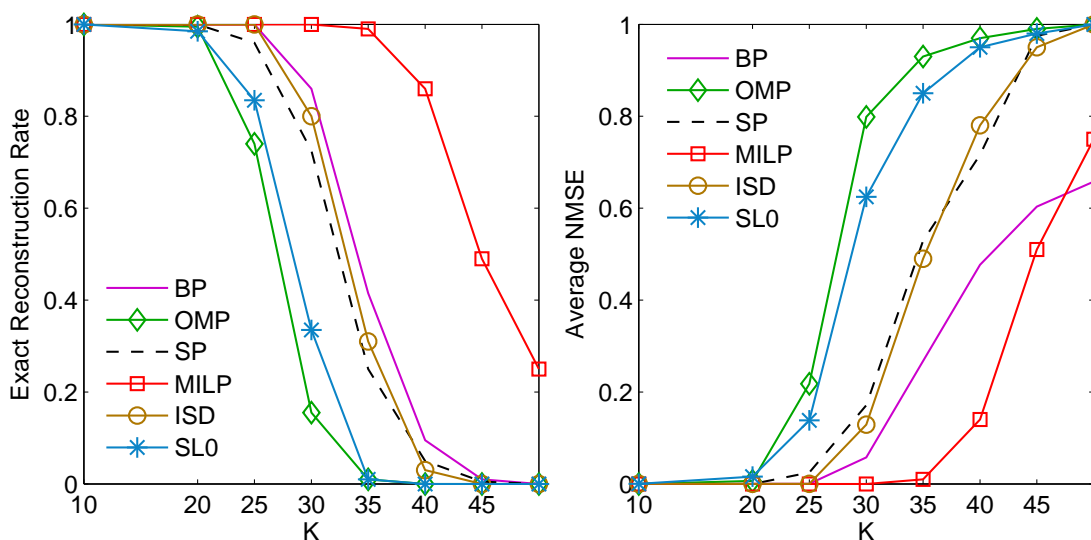 1
0.8
0.6
0.4
0.2
0
Exact Reconstruction Rate
BP
OMP
SP
MILP
ISD
SL0
10 20 25 30 35 40 45
K
1
0.8
0.6
0.4
0.2
0
Average NMSE
BP
OMP
SP
MILP
ISD
SL0
10 20 25 30 35 40 45
K